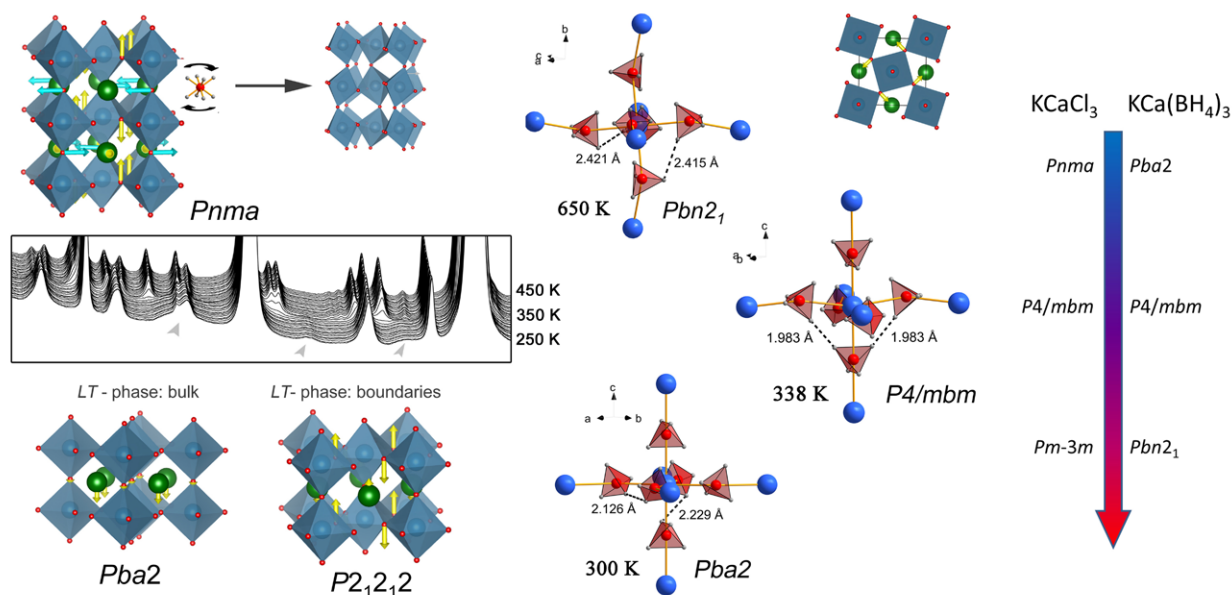 Pnma
450 K
350 K
250 K
LT - phase: bulk
LT- phase: boundaries
Pba2
P2₁2₁2
b
c
a
2.421 Å
2.415 Å
650 K
Pbn2₁
c
a
b
1.983 Å
1.983 Å
338 K
P4/mbm
c
a
b
2.126 Å
2.229 Å
300 K
Pba2
KCaCl₃
KCa(BH₄)₃
Pnma
Pba2
P4/mbm
P4/mbm
Pm-3m
Pbn2₁